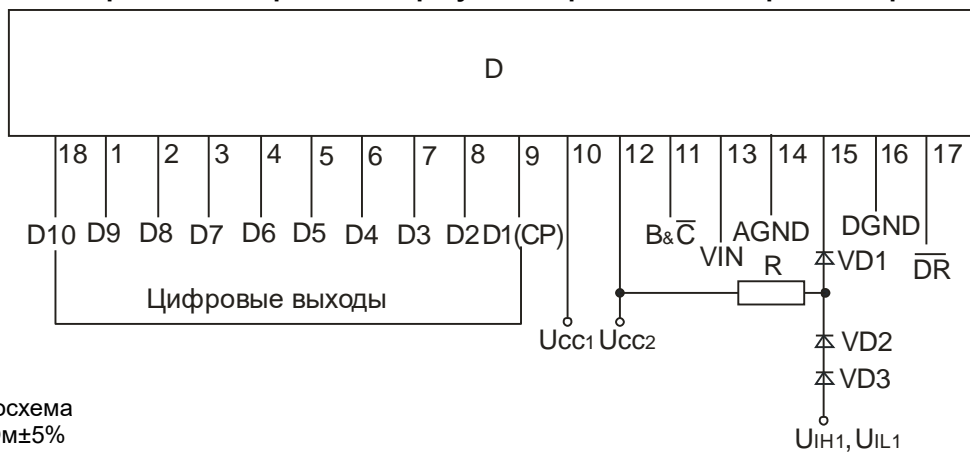 D
18 1 2 3 4 5 6 7 8 9 10 12 11 13 14 15 16 17
D10 D9 D8 D7 D6 D5 D4 D3 D2 D1(CP)
B&C̅
VIN
AGND
DGND
D̅R̅
R
VD1
Цифровые выходы
Ucc1 Ucc2
VD2
VD3
UIH1, UIL1
осхема
м±5%